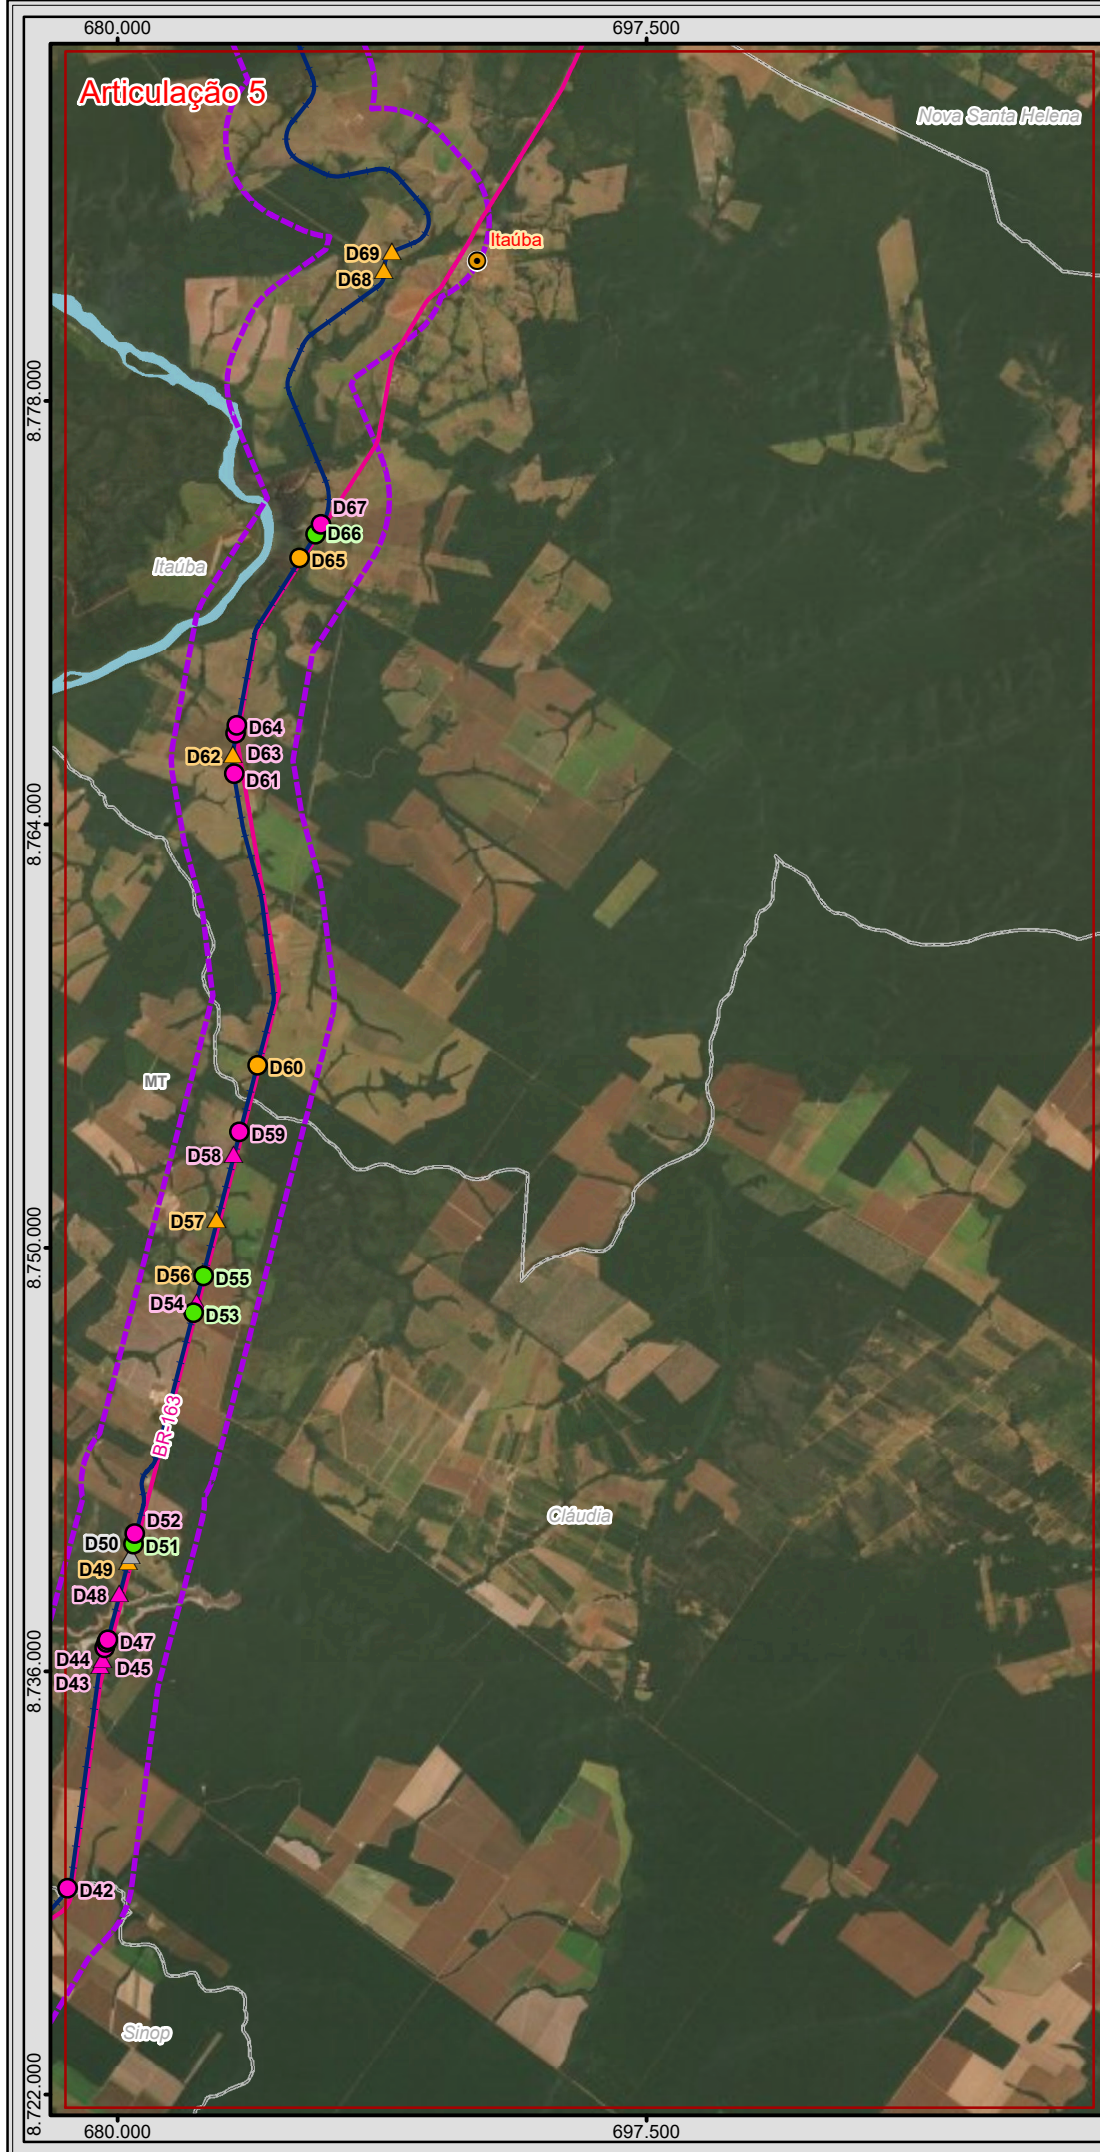 680.000 697.500
Articulação 5
Nova Santa Helena
Itaúba
D69
D68
8.778.000
D67
D66
D65
Itaúba
D64
D63
D62
D61
8.764.000
D60
MT
D59
D58
D57
8.750.000
D56 D55
D54 D53
BR-163
D52
D50 D51
D49
Cláudia
D48
D47
D44 D45
D43
8.736.000
D42
Sinop
8.722.000
680.000 697.500